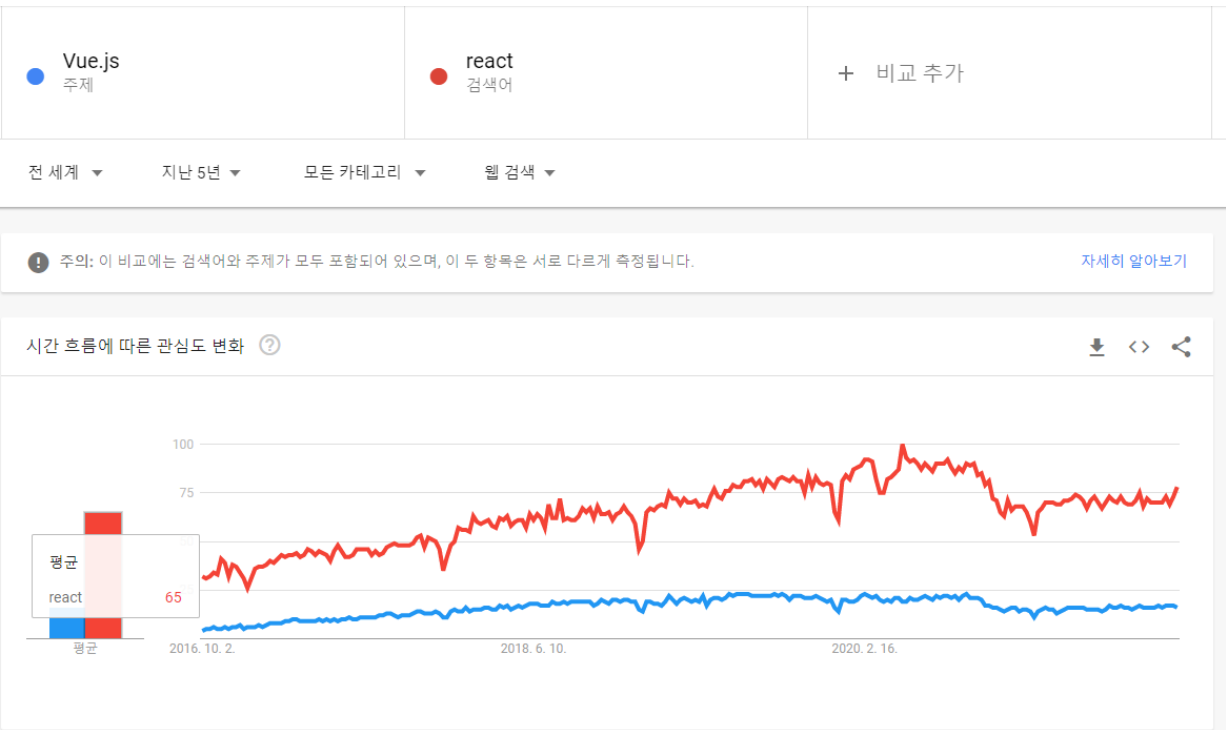 Vue.js
주제
react
검색어
+ 비교 추가
전 세계
지난 5년
모든 카테고리
웹 검색
주의: 이 비교에는 검색어와 주제가 모두 포함되어 있으며, 이 두 항목은 서로 다르게 측정됩니다.
자세히 알아보기
시간 흐름에 따른 관심도 변화
100
75
50
평균
react 65
평균
2016. 10. 2.
2018. 6. 10.
2020. 2. 16.